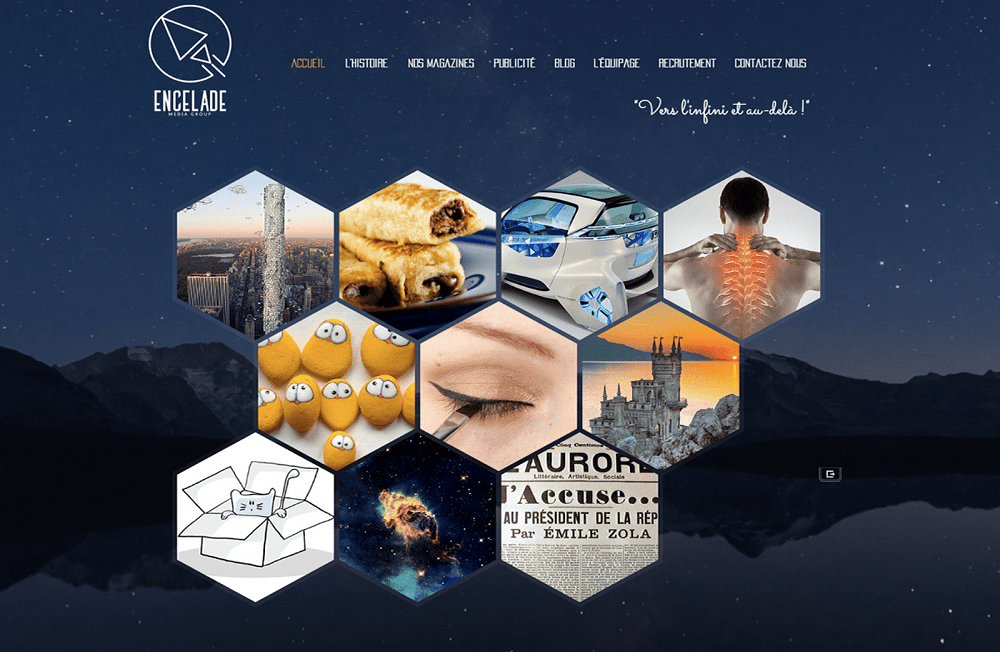 ACCUEIL L'HISTOIRE NOS MAGAZINES PUBLICITÉ BLOG L'ÉQUIPAGE RECRUTEMENT CONTACTEZ NOUS
ENCELADE
MEDIA GROUP
"Vers l'infini et au-delà !"
Cinq Centimes
L'AURORE
Littéraire, Artistique, Sociale
J'Accuse...
AU PRÉSIDENT DE LA RÉP
Par ÉMILE ZOLA